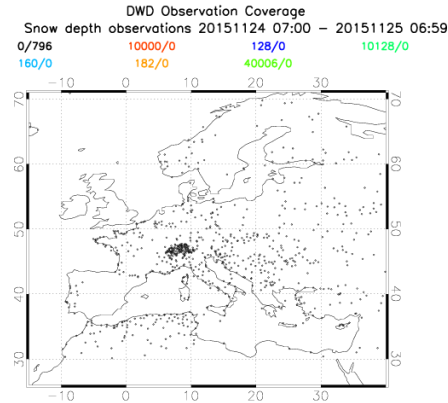 DWD Observation Coverage
Snow depth observations 20151124 07:00 – 20151125 06:59
0/796 10000/0 128/0 10128/0
160/0 182/0 40006/0
-10 0 10 20 30
70 70
60 60
50 50
40 40
30 30
-10 0 10 20 30